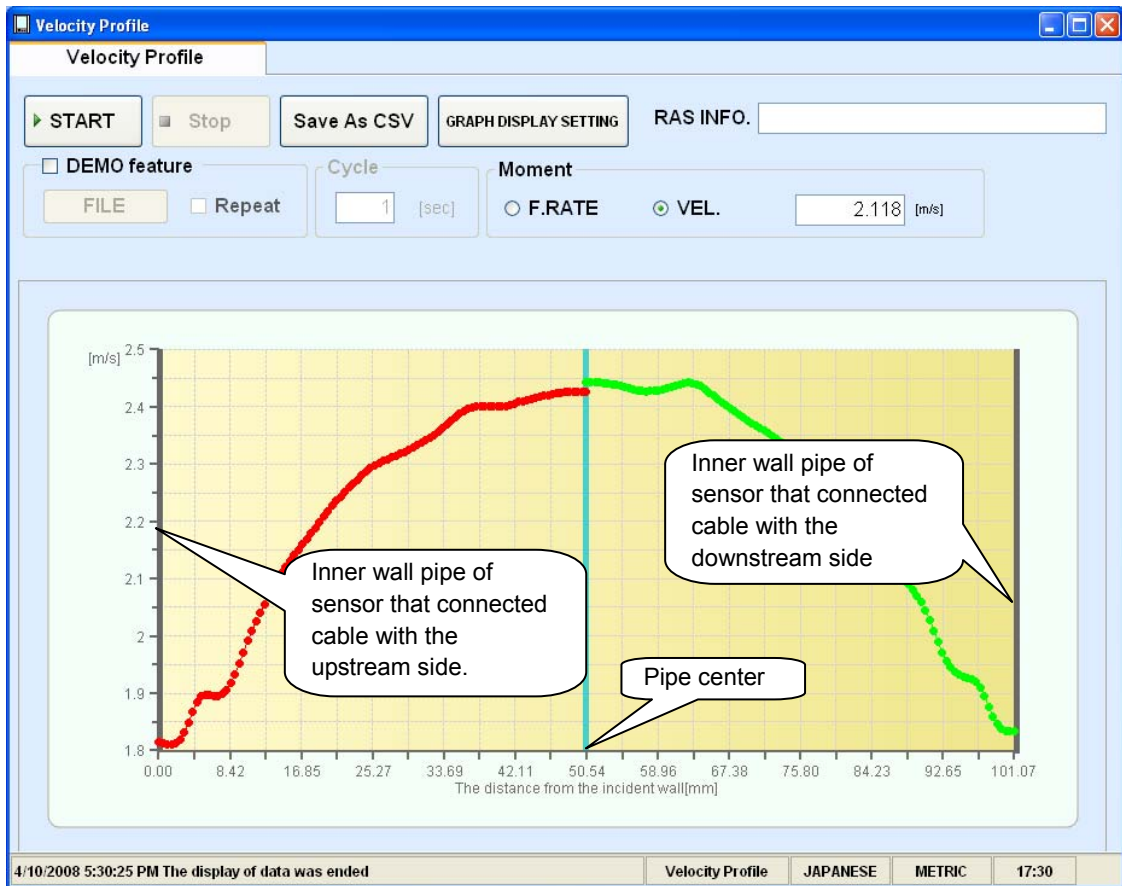 Velocity Profile
Velocity Profile
START
Stop
Save As CSV
GRAPH DISPLAY SETTING
RAS INFO.
DEMO feature
FILE
Repeat
Cycle
1 [sec]
Moment
F.RATE
VEL.
2.118 [m/s]
[m/s]
2.5
2.4
2.3
2.2
2.1
2
1.9
1.8
Inner wall pipe of
sensor that connected
cable with the
upstream side.
Inner wall pipe of
sensor that connected
cable with the
downstream side
Pipe center
0.00 8.42 16.85 25.27 33.69 42.11 50.54 58.96 67.38 75.80 84.23 92.65 101.07
The distance from the incident wall[mm]
4/10/2008 5:30:25 PM The display of data was ended
Velocity Profile
JAPANESE
METRIC
17:30